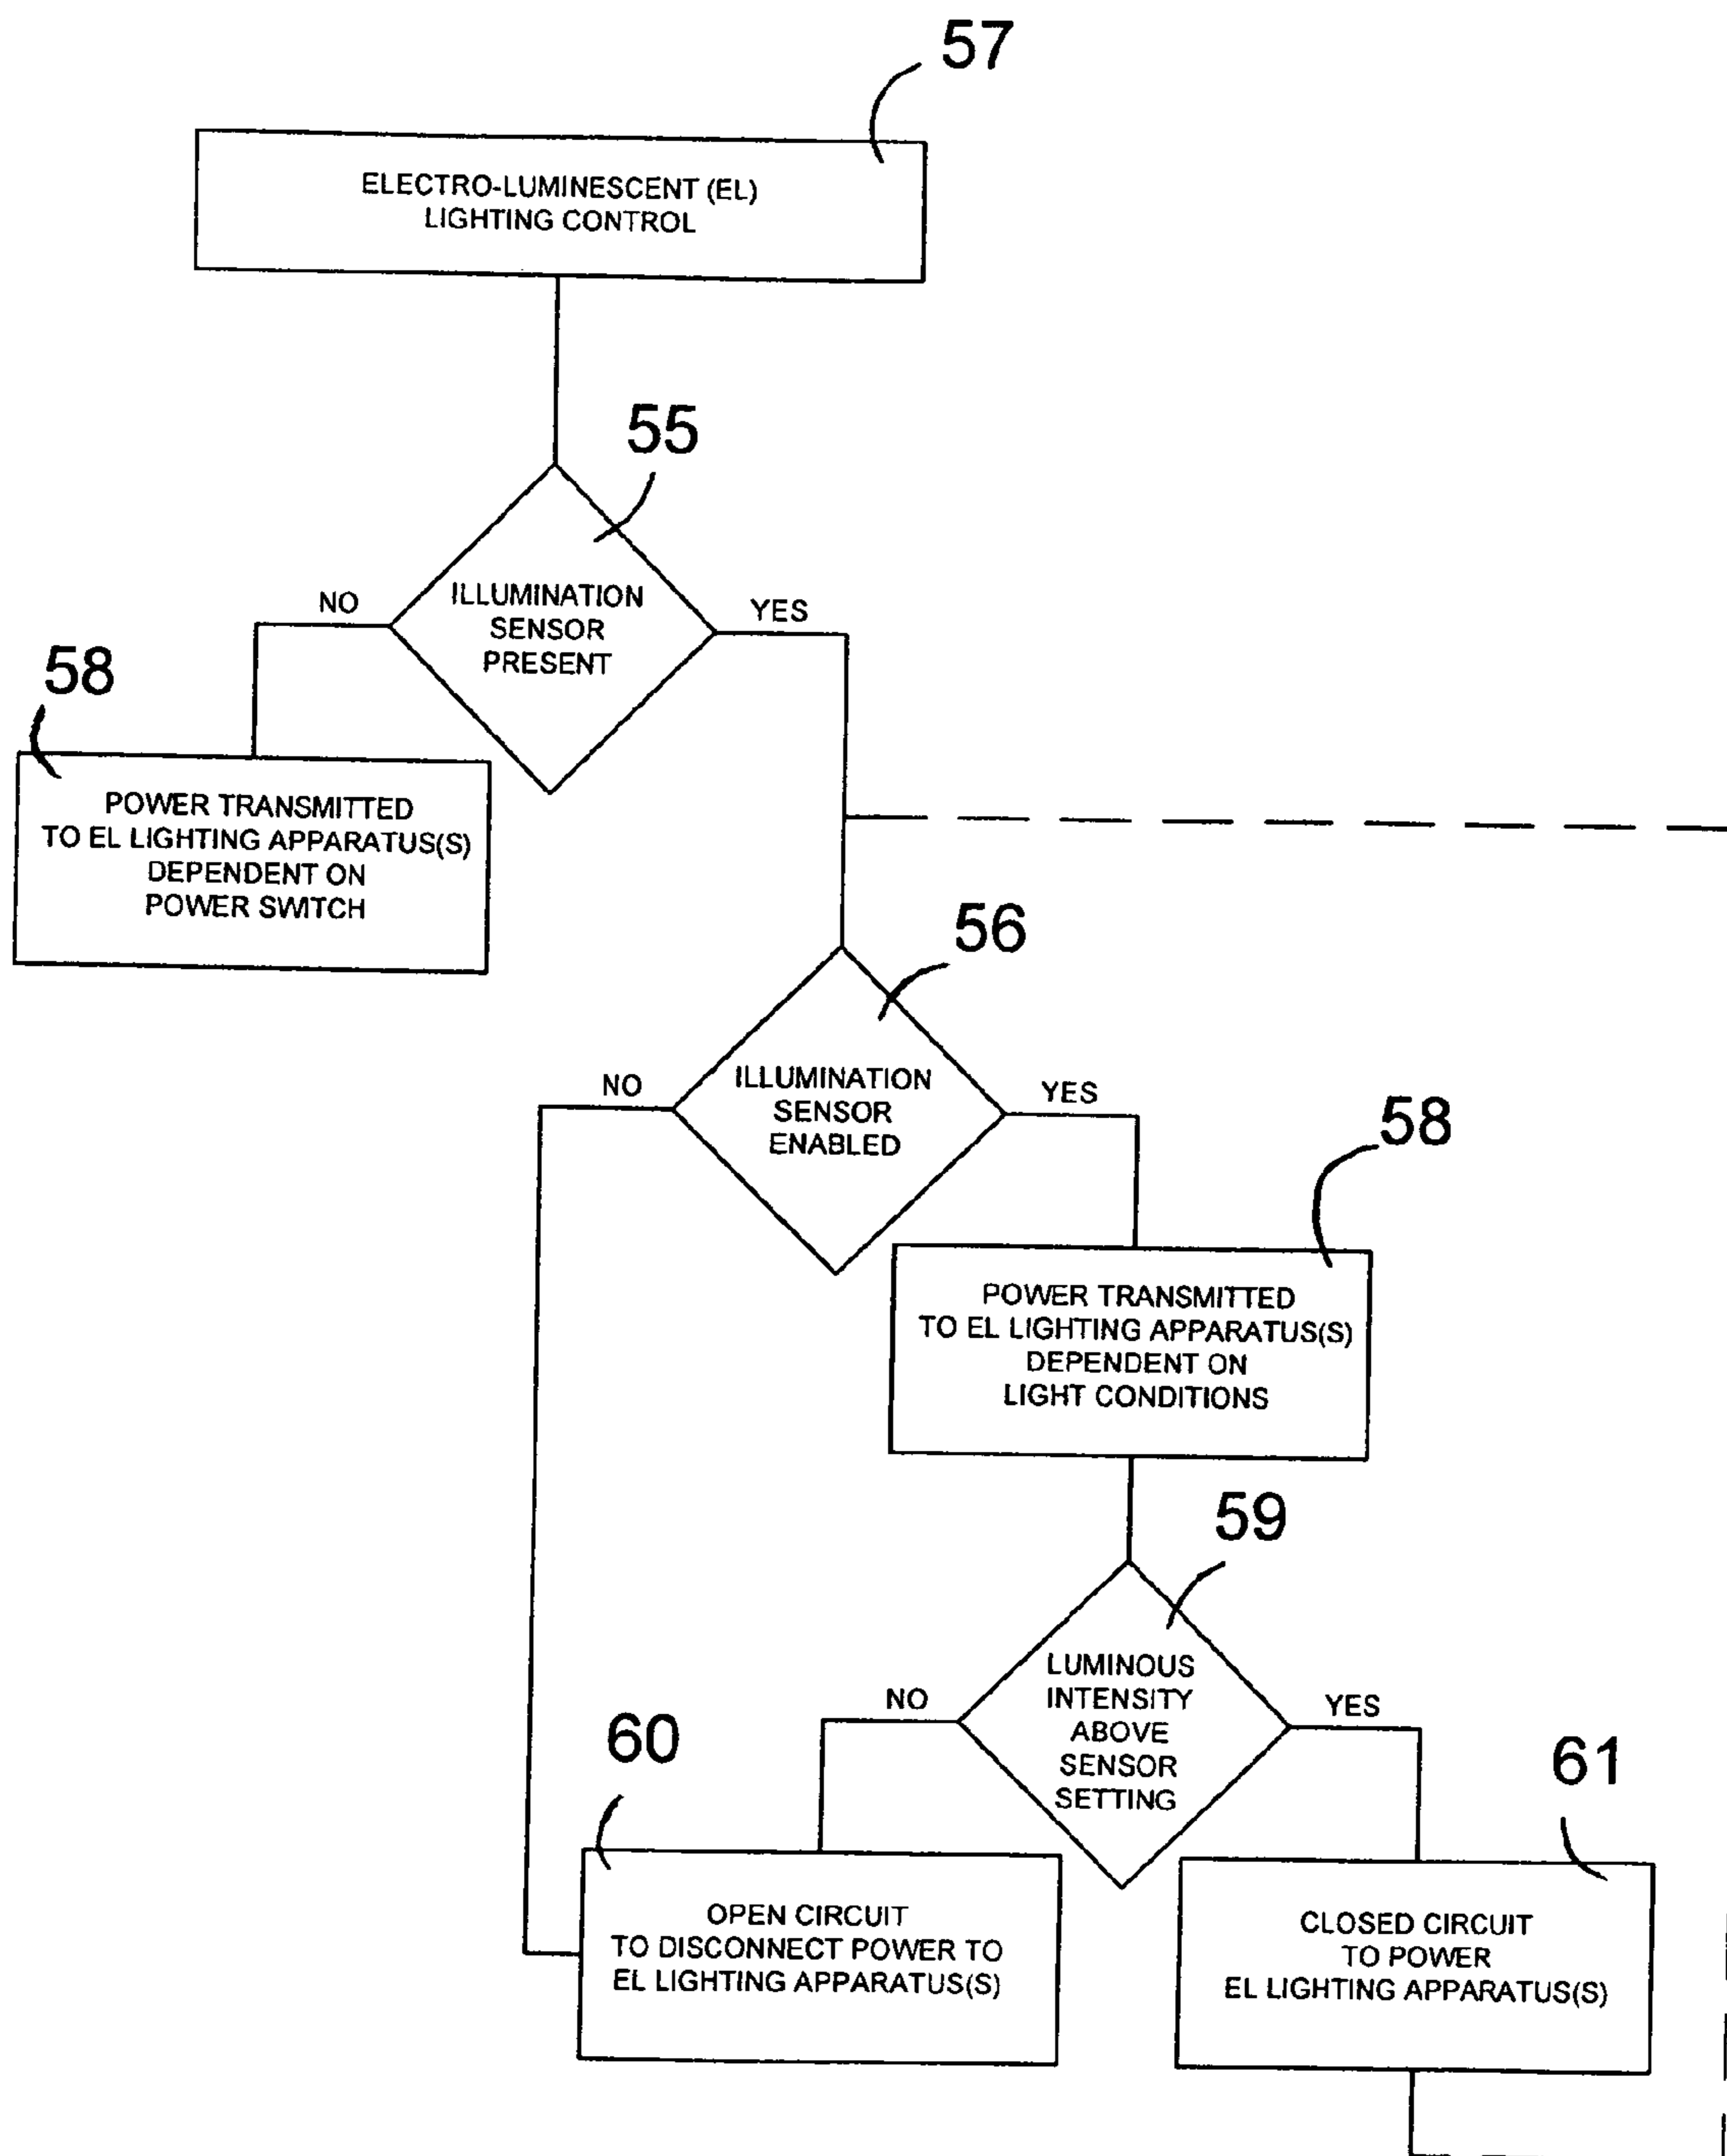 57
ELECTRO-LUMINESCENT (EL)
LIGHTING CONTROL
55
NO
ILLUMINATION
SENSOR
PRESENT
YES
58
POWER TRANSMITTED
TO EL LIGHTING APPARATUS(S)
DEPENDENT ON
POWER SWITCH
56
NO
ILLUMINATION
SENSOR
ENABLED
YES
58
POWER TRANSMITTED
TO EL LIGHTING APPARATUS(S)
DEPENDENT ON
LIGHT CONDITIONS
59
NO
LUMINOUS
INTENSITY
ABOVE
SENSOR
SETTING
YES
60
OPEN CIRCUIT
TO DISCONNECT POWER TO
EL LIGHTING APPARATUS(S)
61
CLOSED CIRCUIT
TO POWER
EL LIGHTING APPARATUS(S)